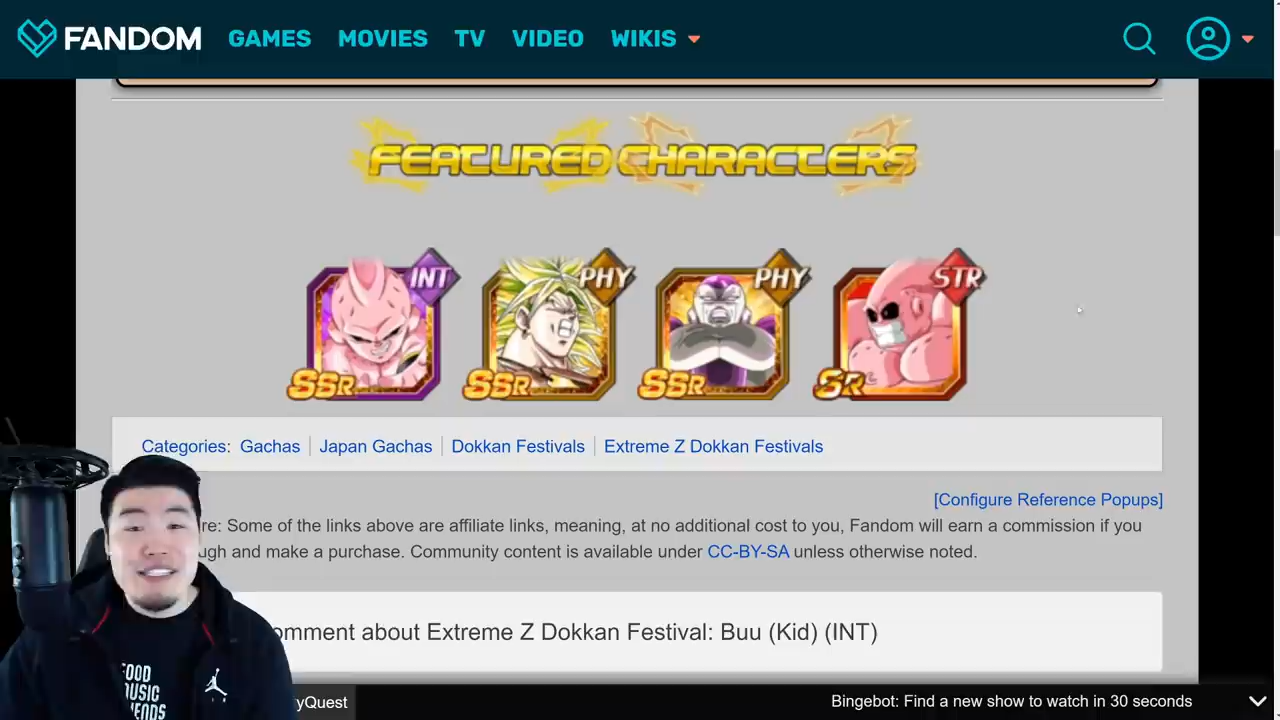 FANDOM GAMES MOVIES TV VIDEO WIKIS
FEATURED CHARACTERS
INT PHY PHY STR
SSR SSR SSR SR
Categories: Gachas Japan Gachas Dokkan Festivals Extreme Z Dokkan Festivals
[Configure Reference Popups]
re: Some of the links above are affiliate links, meaning, at no additional cost to you, Fandom will earn a commission if you
ugh and make a purchase. Community content is available under CC-BY-SA unless otherwise noted.
omment about Extreme Z Dokkan Festival: Buu (Kid) (INT)
yQuest
Bingebot: Find a new show to watch in 30 seconds
FOOD
MUSIC